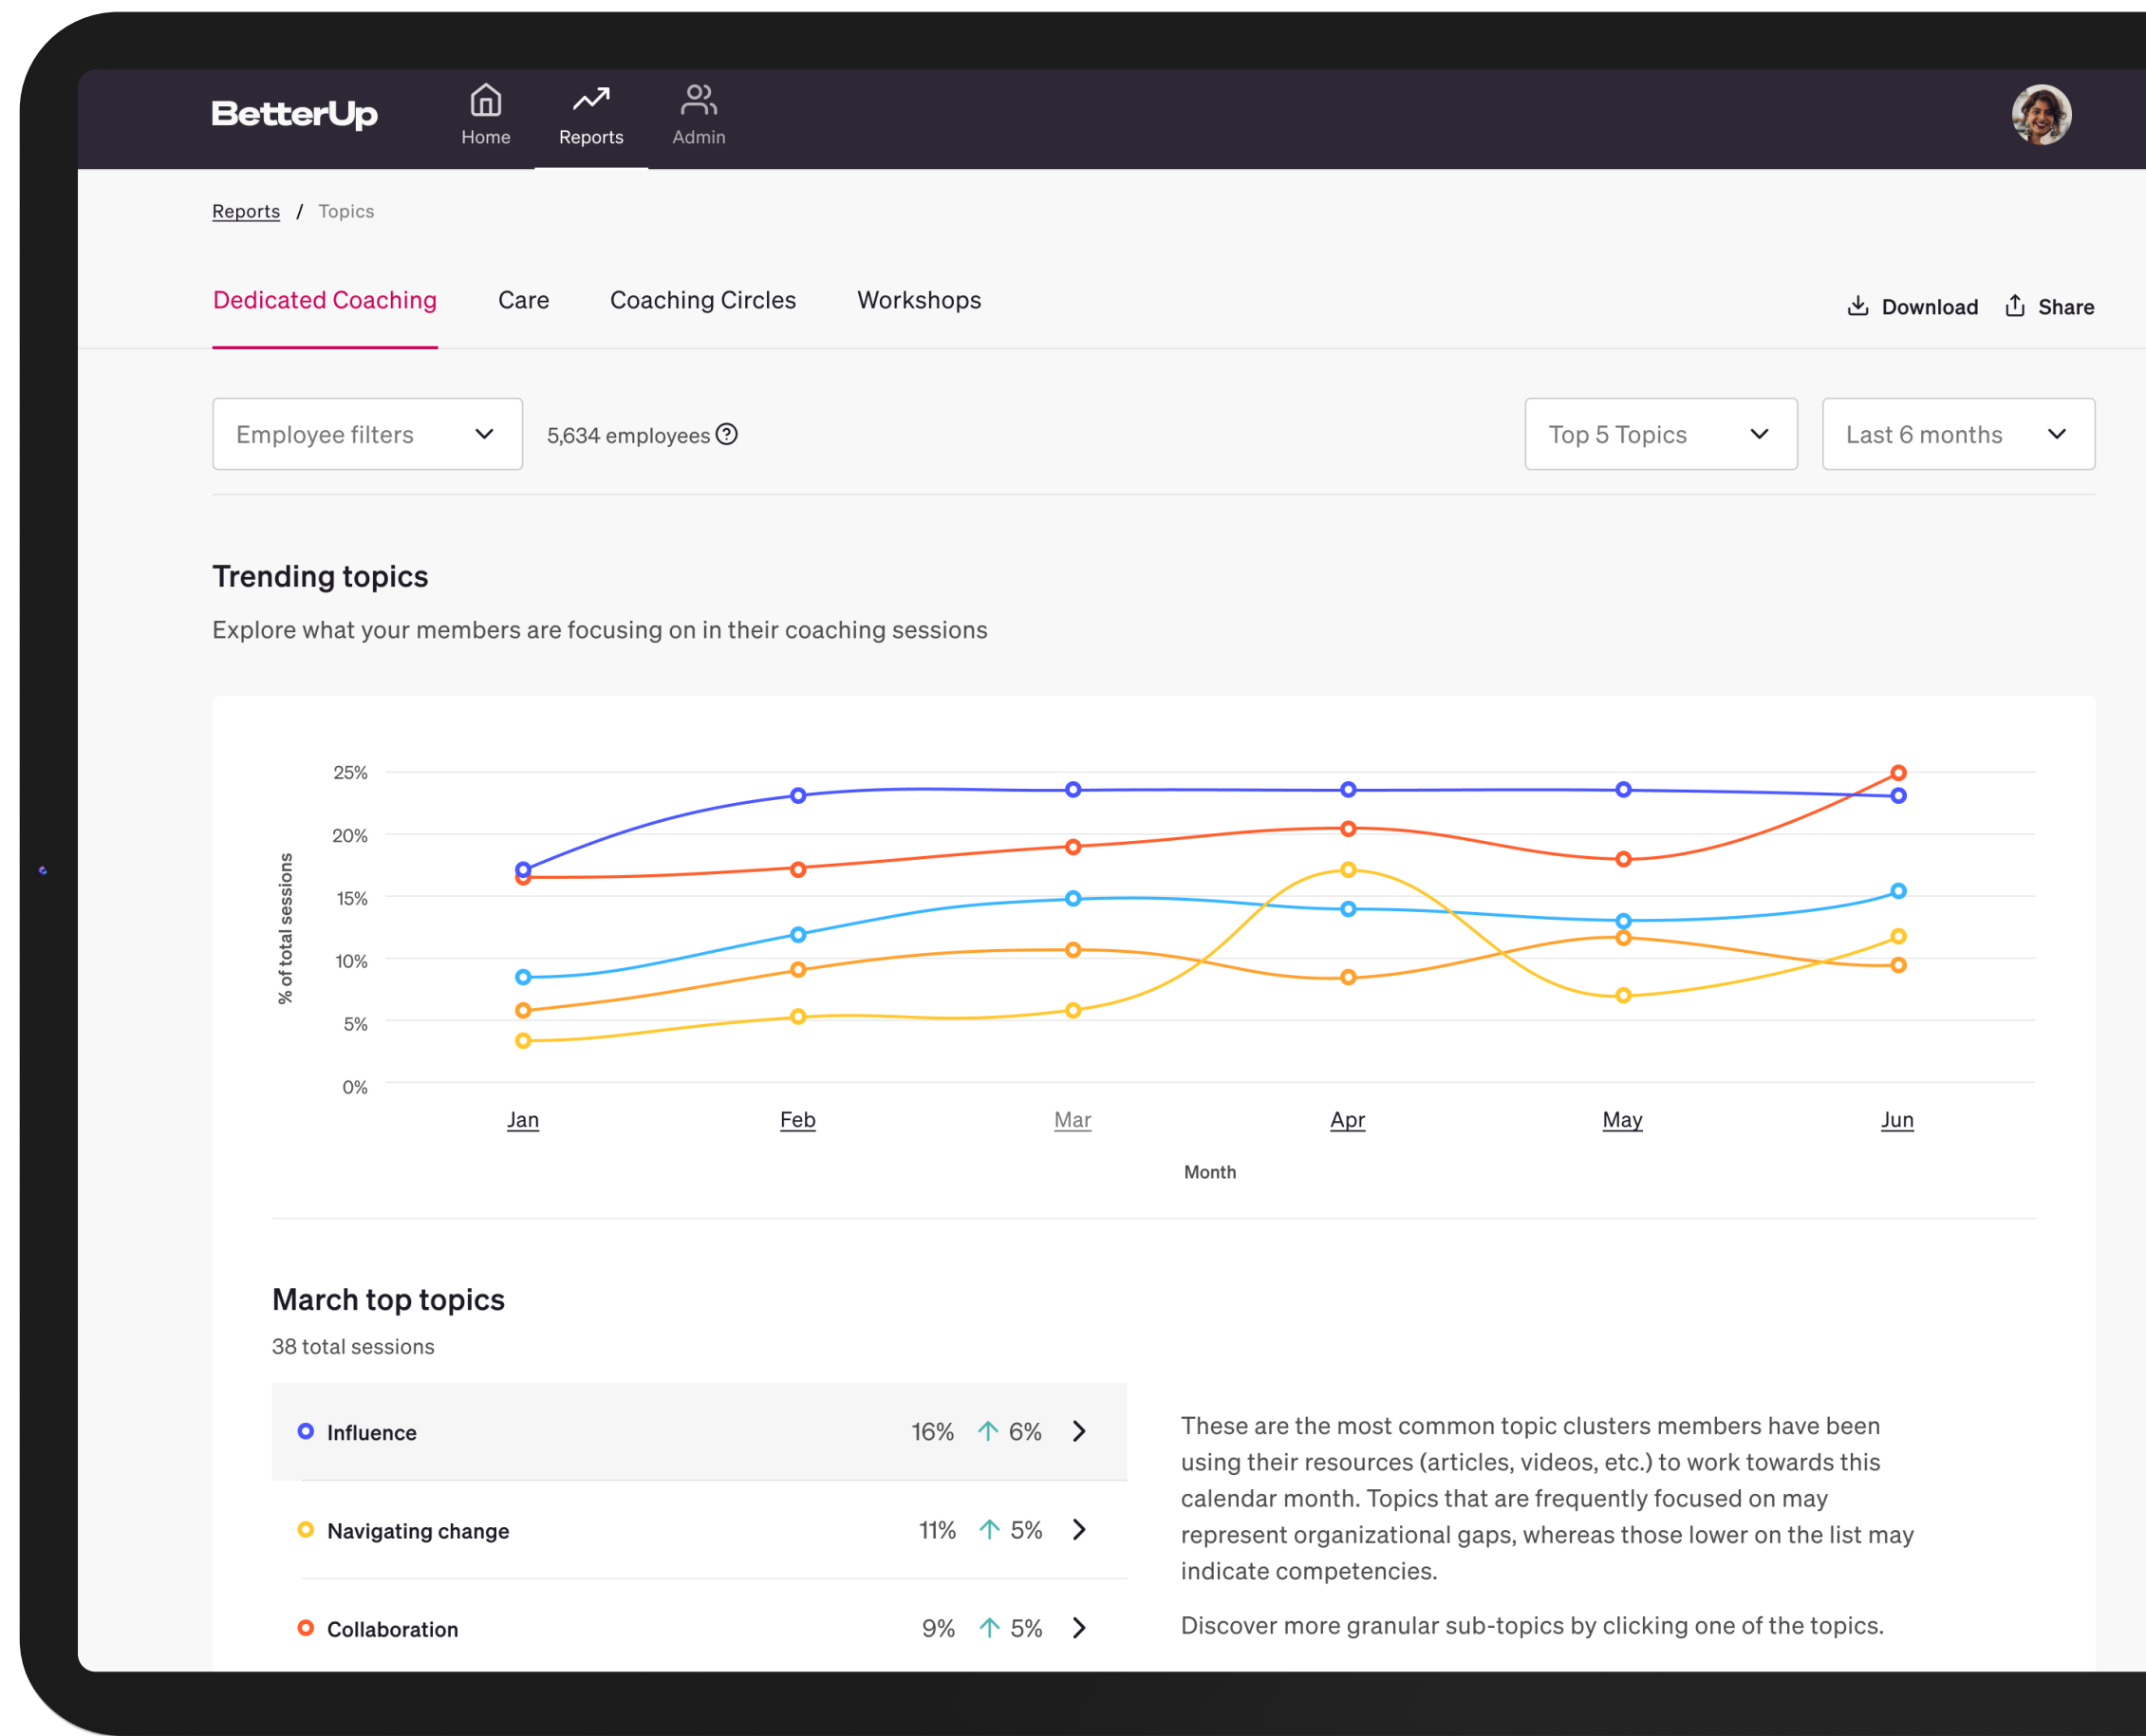 BetterUp
Home
Reports
Admin
Reports / Topics
Dedicated Coaching
Care
Coaching Circles
Workshops
Download
Share
Employee filters
5,634 employees
Top 5 Topics
Last 6 months
Trending topics
Explore what your members are focusing on in their coaching sessions
25%
20%
15%
10%
5%
0%
% of total sessions
Jan
Feb
Mar
Apr
May
Jun
Month
March top topics
38 total sessions
Influence 16% ↑ 6%
Navigating change 11% ↑ 5%
Collaboration 9% ↑ 5%
These are the most common topic clusters members have been
using their resources (articles, videos, etc.) to work towards this
calendar month. Topics that are frequently focused on may
represent organizational gaps, whereas those lower on the list may
indicate competencies.
Discover more granular sub-topics by clicking one of the topics.